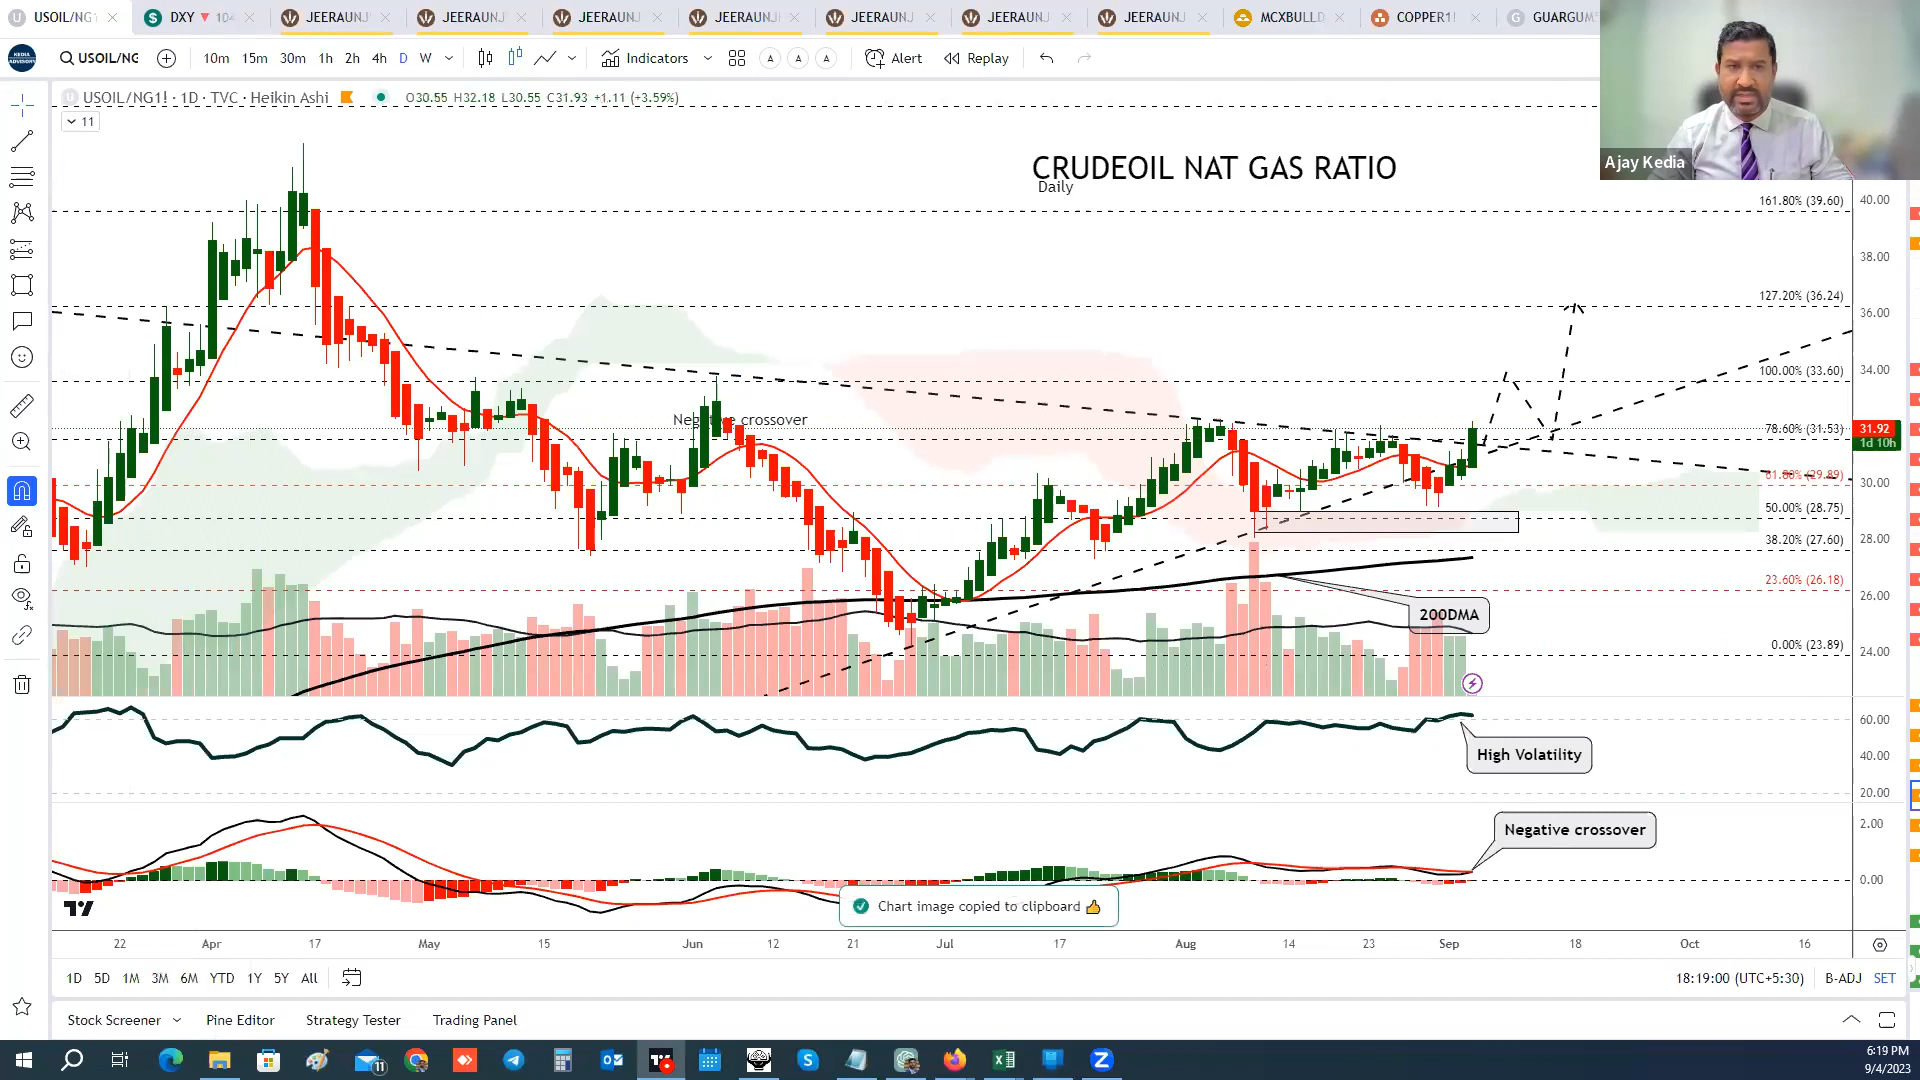 USOIL/NG
DXY 104
JEERAUNJ
JEERAUNJ
JEERAUNJ
JEERAUNJ
JEERAUNJ
JEERAUNJ
JEERAUNJ
MCXBULLD
COPPER1!
GUARGUM5
USOIL/NG
10m 15m 30m 1h 2h 4h D W
Indicators
A A A
Alert
Replay
USOIL/NG1! · 1D · TVC · Heikin Ashi
O30.55 H32.18 L30.55 C31.93 +1.11 (+3.59%)
11
Ajay Kedia
CRUDEOIL NAT GAS RATIO
Daily
161.80% (39.60)
127.20% (36.24)
100.00% (33.60)
78.60% (31.53)
61.80% (29.89)
50.00% (28.75)
38.20% (27.60)
23.60% (26.18)
0.00% (23.89)
40.00
38.00
36.00
34.00
31.92
1d 10h
30.00
28.00
26.00
24.00
Negative crossover
200DMA
60.00
40.00
20.00
High Volatility
Negative crossover
2.00
0.00
Chart image copied to clipboard 👍
22 Apr 17 May 15 Jun 12 21 Jul 17 Aug 14 23 Sep 18 Oct 16
1D 5D 1M 3M 6M YTD 1Y 5Y All
18:19:00 (UTC+5:30) B-ADJ SET
Stock Screener Pine Editor Strategy Tester Trading Panel
11
6:19 PM
9/4/2023